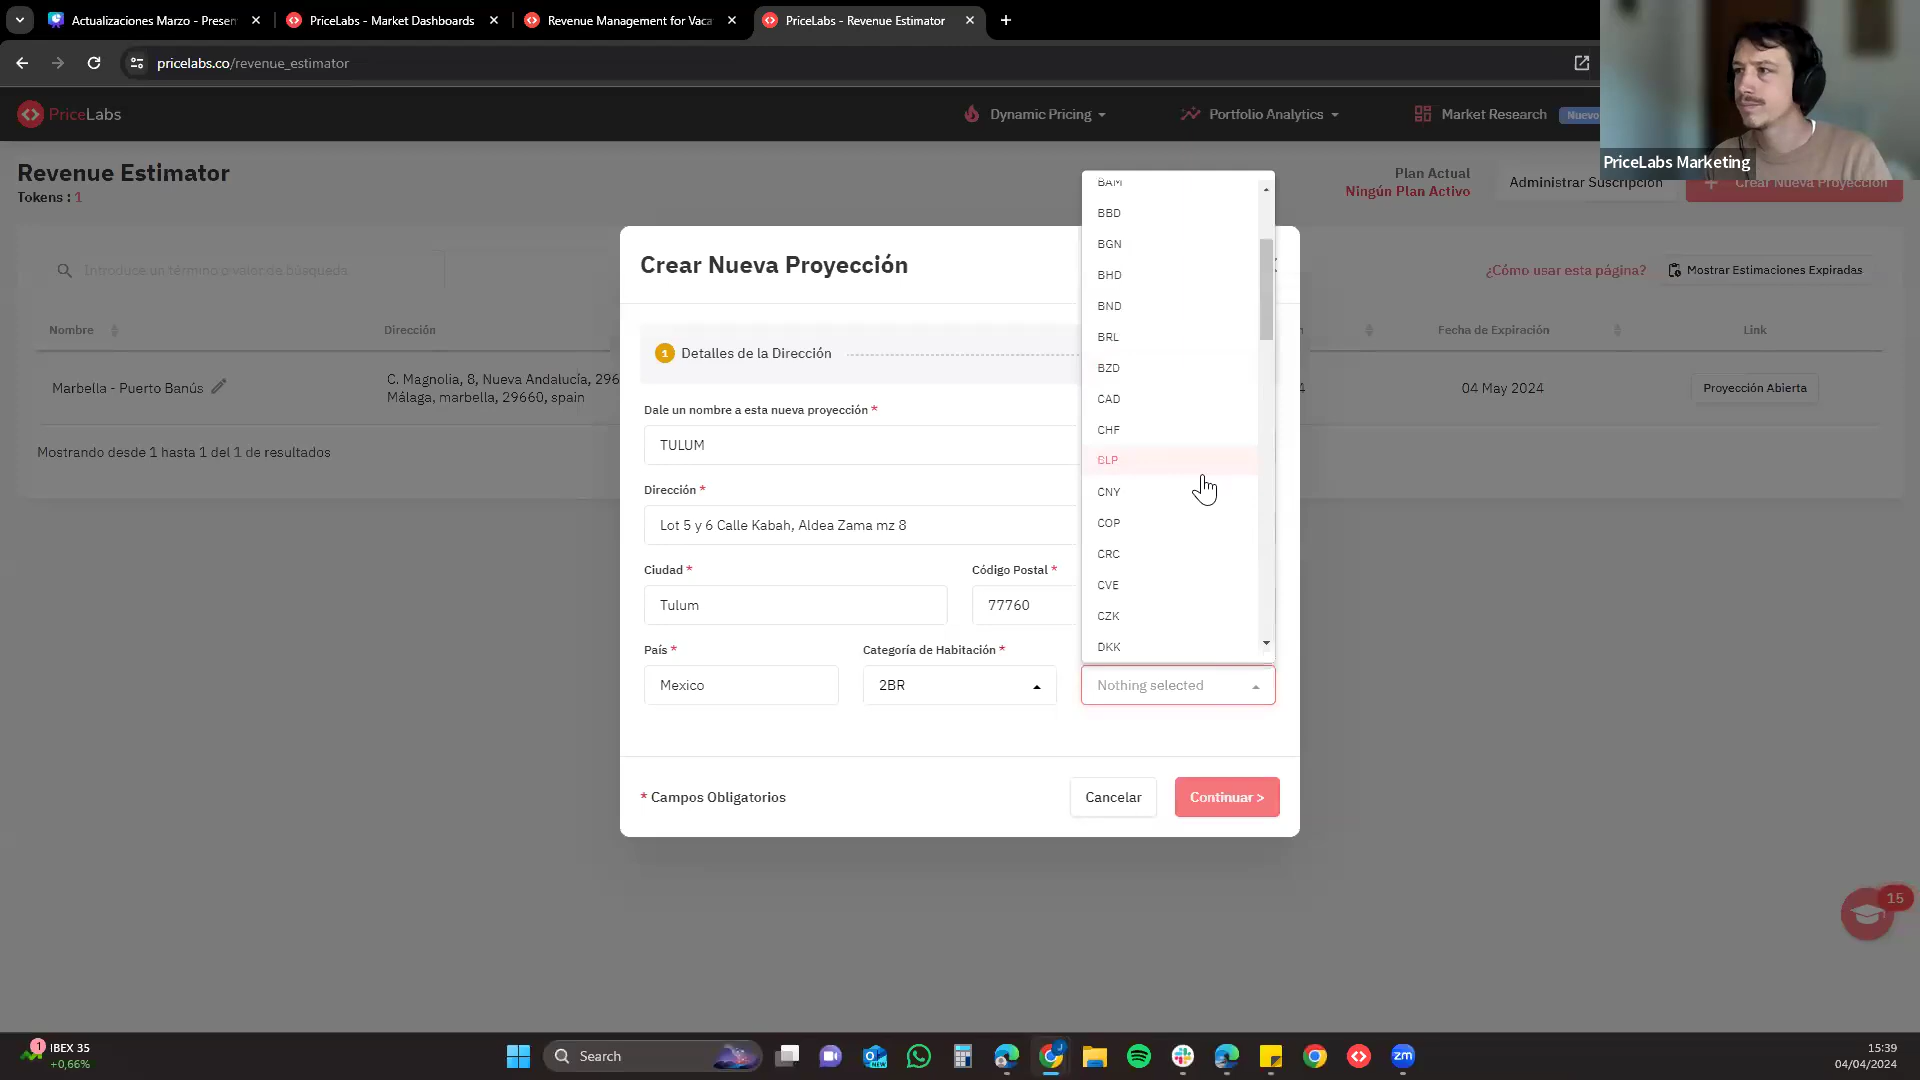 Actualizaciones Marzo - Presen
PriceLabs - Market Dashboards
Revenue Management for Vaca
PriceLabs - Revenue Estimator
pricelabs.co/revenue_estimator
PriceLabs
Dynamic Pricing
Portfolio Analytics
Market Research
Nuevo
PriceLabs Marketing
Revenue Estimator
Tokens : 1
Plan Actual
Ningún Plan Activo
Administrar Suscripción
+ Crear Nueva Proyección
Introduce un término o valor de búsqueda
¿Cómo usar esta página?
Mostrar Estimaciones Expiradas
Nombre
Dirección
Fecha de Expiración
Link
Marbella - Puerto Banús
C. Magnolia, 8, Nueva Andalucía, 296
Málaga, marbella, 29660, spain
04 May 2024
Proyección Abierta
Mostrando desde 1 hasta 1 del 1 de resultados
Crear Nueva Proyección
1 Detalles de la Dirección
Dale un nombre a esta nueva proyección *
TULUM
Dirección *
Lot 5 y 6 Calle Kabah, Aldea Zama mz 8
Ciudad *
Código Postal *
Tulum
77760
País *
Categoría de Habitación *
Mexico
2BR
Nothing selected
BAM
BBD
BGN
BHD
BND
BRL
BZD
CAD
CHF
CLP
CNY
COP
CRC
CVE
CZK
DKK
* Campos Obligatorios
Cancelar
Continuar >
15
1
IBEX 35
+0,66%
Search
zm
15:39
04/04/2024